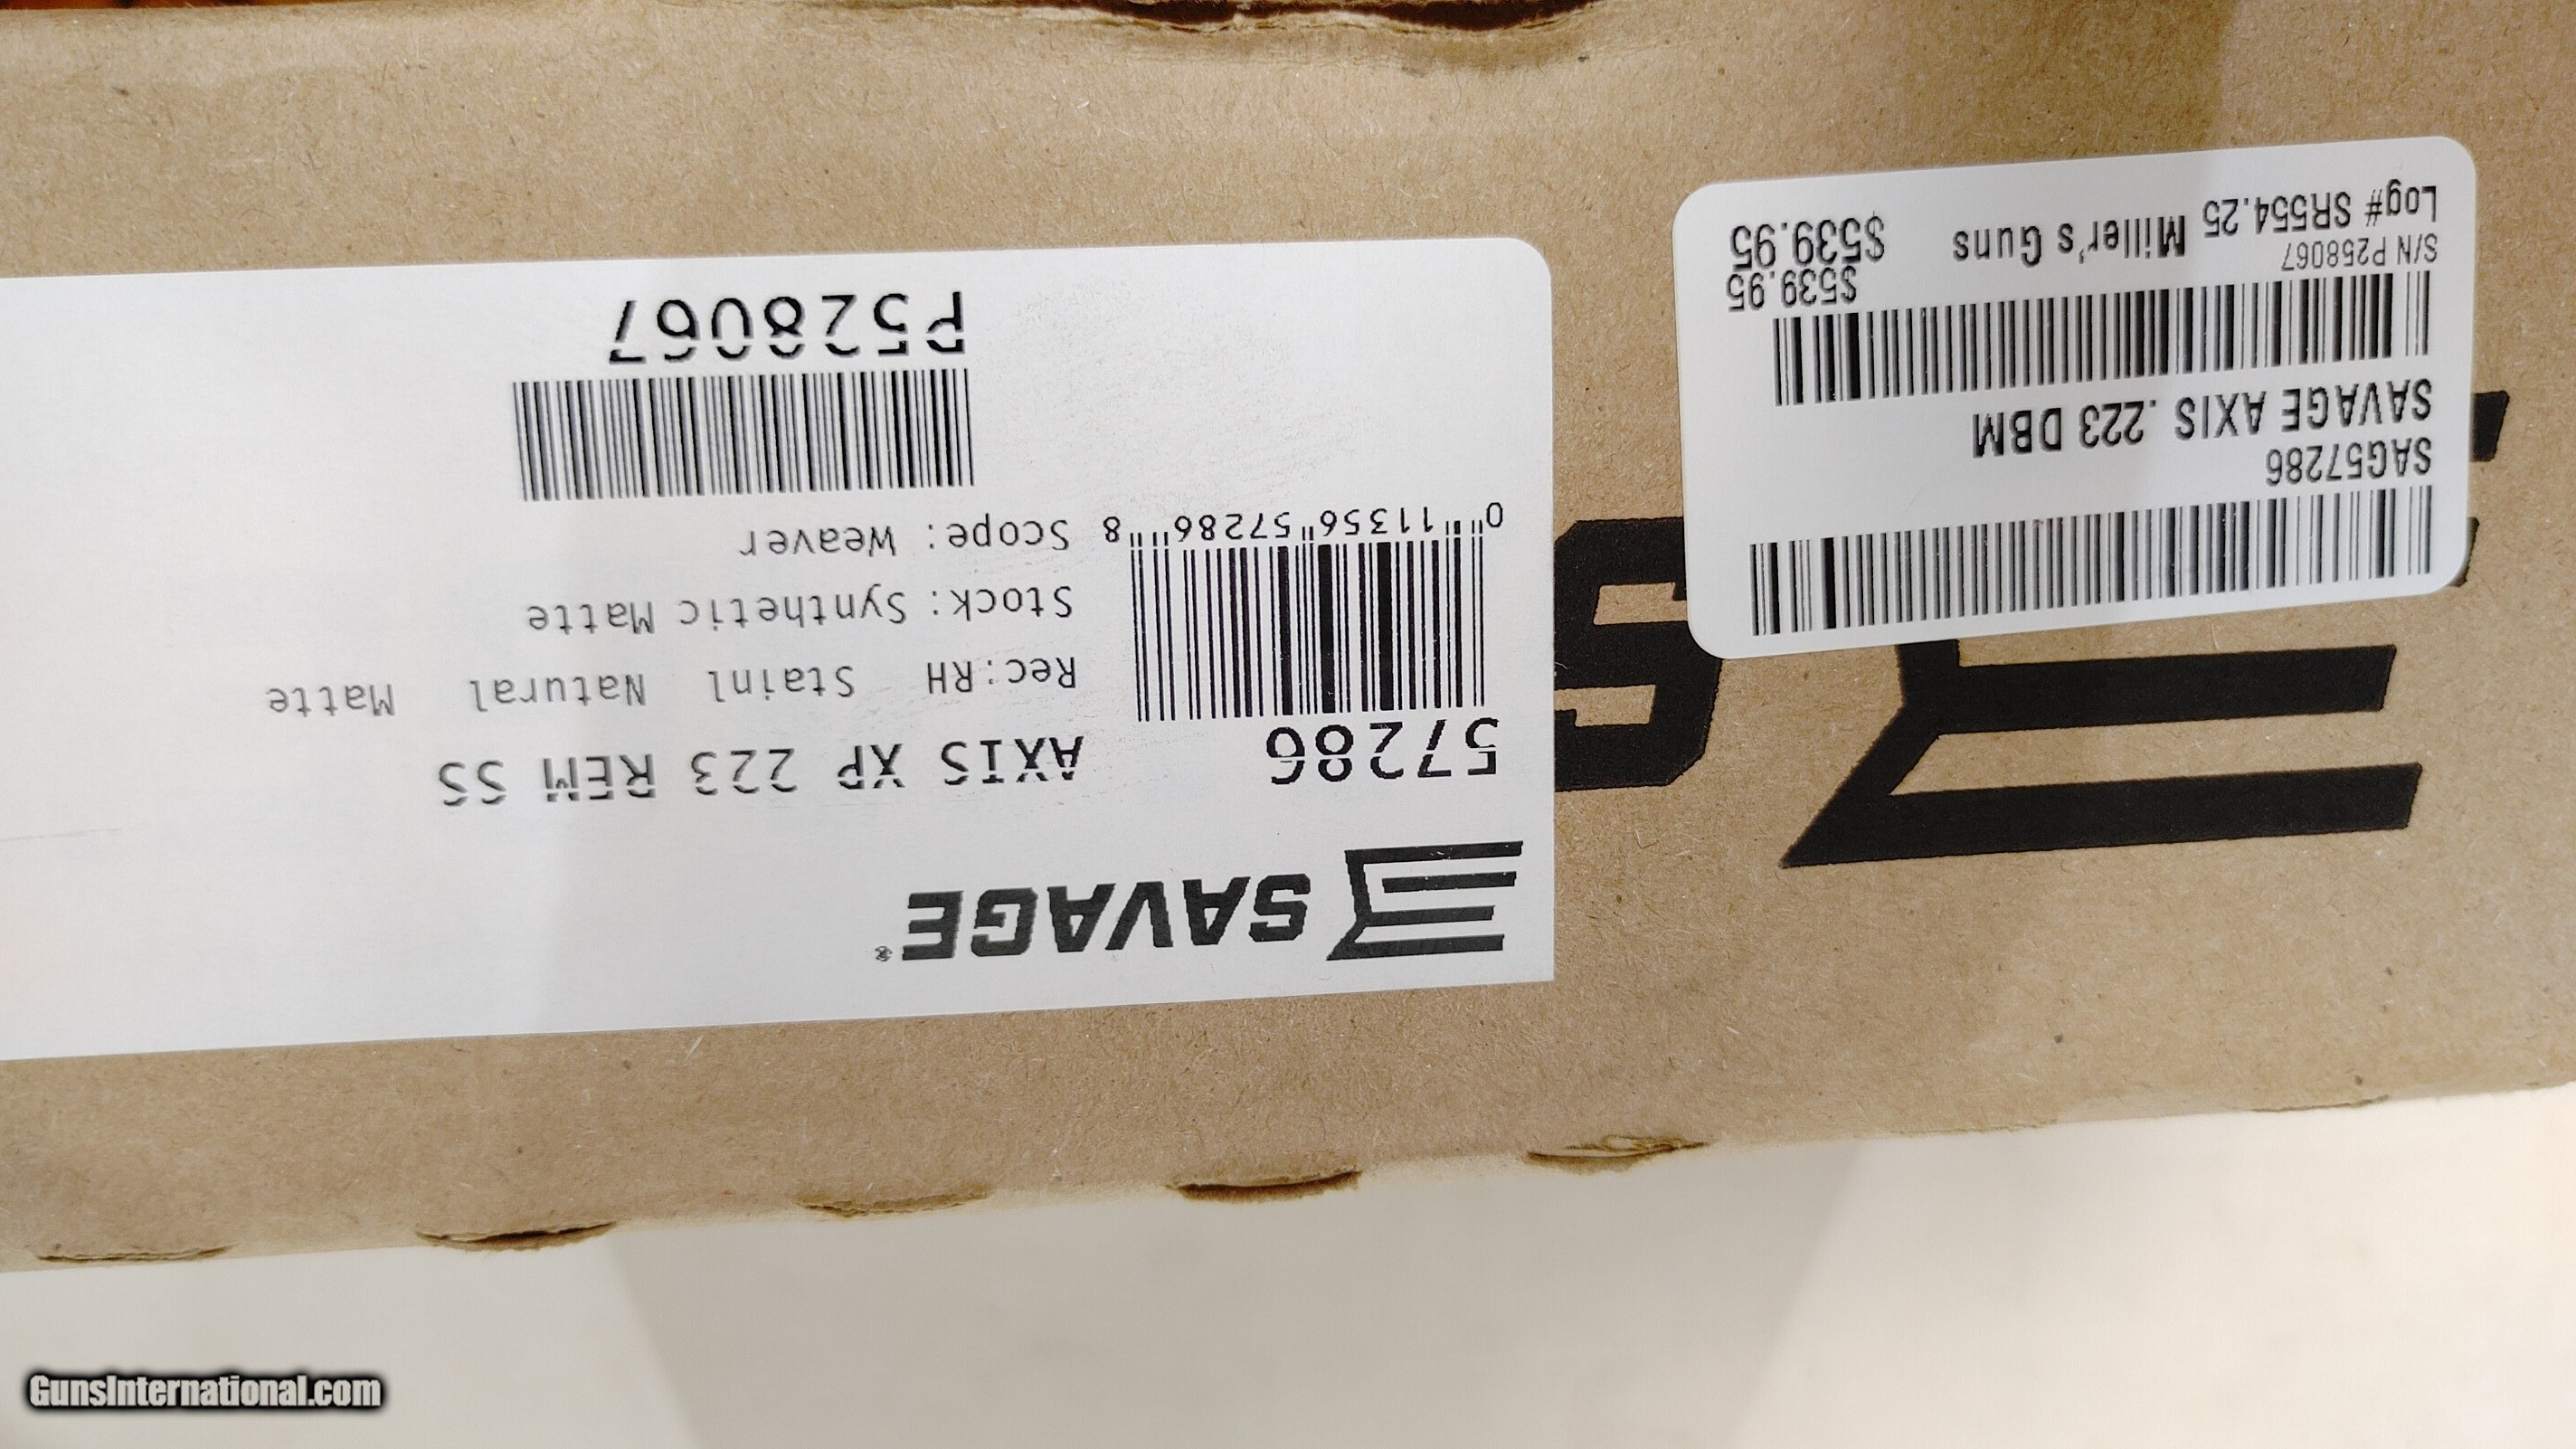 SAVAGE®
57286 AXIS XP 223 REM SS
Rec:RH Stainl Natural Matte
Stock: Synthetic Matte
0 11356 57286 8 Scope: Weaver
P528067
SAG57286
SAVAGE AXIS .223 DBM
$539.95
S/N P258067
Log# SR554.25 Miller's Guns $539.95
S
GunsInternational.com